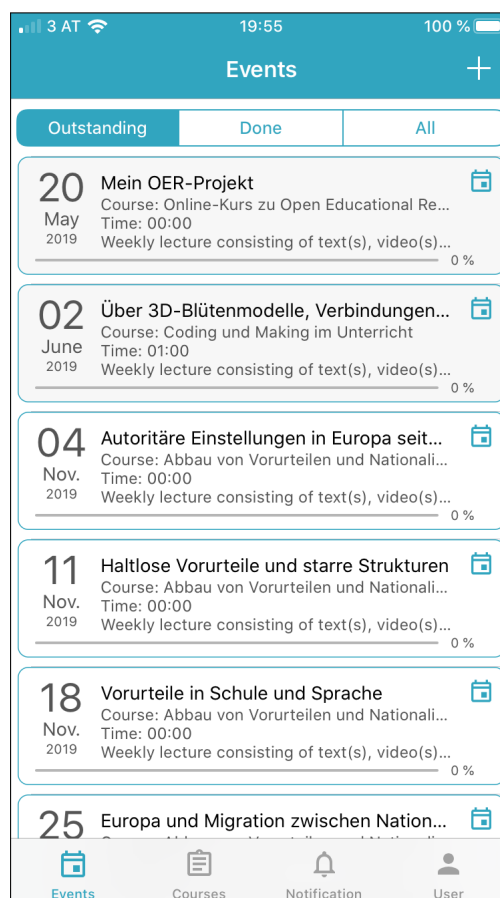 3 AT 19:55 100 %
Events
Outstanding Done All
20 May 2019
Mein OER-Projekt
Course: Online-Kurs zu Open Educational Re...
Time: 00:00
Weekly lecture consisting of text(s), video(s)...
0 %
02 June 2019
Über 3D-Blütenmodelle, Verbindungen...
Course: Coding und Making im Unterricht
Time: 01:00
Weekly lecture consisting of text(s), video(s)...
0 %
04 Nov. 2019
Autoritäre Einstellungen in Europa seit...
Course: Abbau von Vorurteilen und Nationali...
Time: 00:00
Weekly lecture consisting of text(s), video(s)...
0 %
11 Nov. 2019
Haltlose Vorurteile und starre Strukturen
Course: Abbau von Vorurteilen und Nationali...
Time: 00:00
Weekly lecture consisting of text(s), video(s)...
0 %
18 Nov. 2019
Vorurteile in Schule und Sprache
Course: Abbau von Vorurteilen und Nationali...
Time: 00:00
Weekly lecture consisting of text(s), video(s)...
0 %
25
Europa und Migration zwischen Nation...
Events Courses Notification User